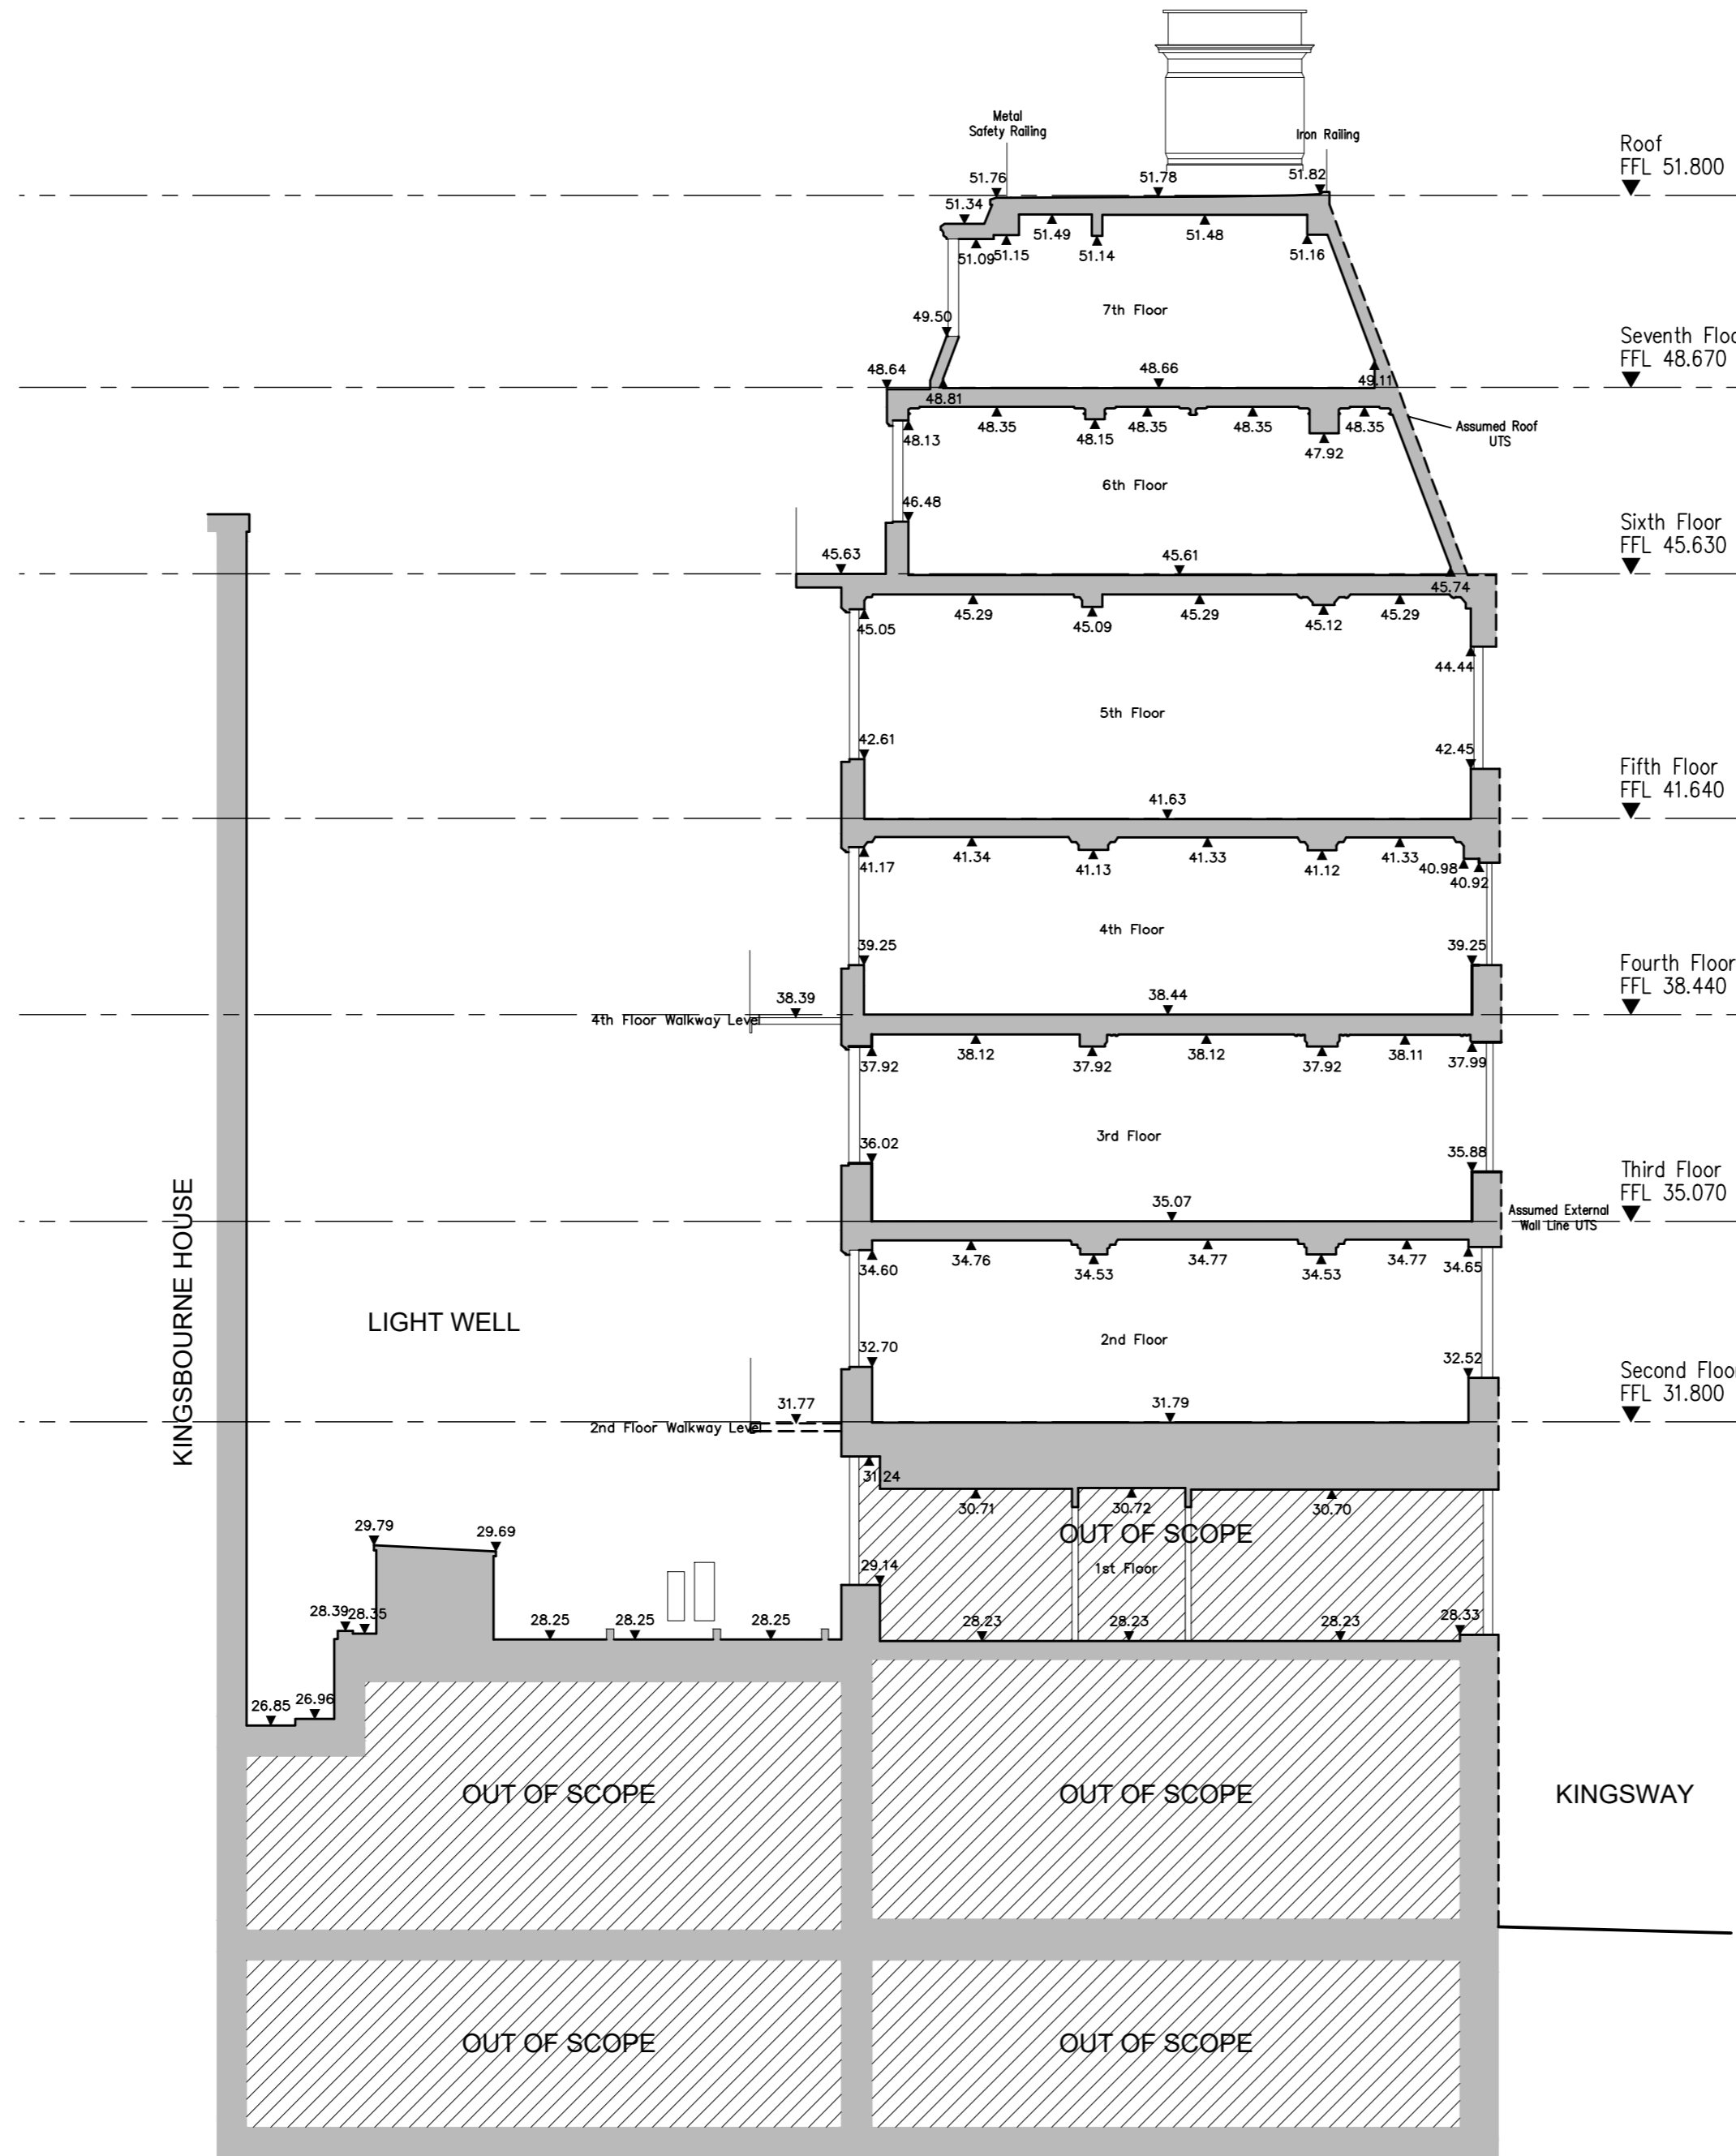 Metal
Safety Railing
Iron Railing
Roof
FFL 51.800
51.76
51.78
51.82
51.34
51.49
51.48
51.09
51.15
51.14
51.16
7th Floor
49.50
Seventh Floo
FFL 48.670
48.64
48.66
49.11
48.81
48.35
48.15
48.35
48.35
48.35
48.13
47.92
Assumed Roof
UTS
6th Floor
46.48
Sixth Floor
FFL 45.630
45.63
45.61
45.74
45.29
45.09
45.29
45.12
45.29
45.05
44.44
5th Floor
42.61
42.45
Fifth Floor
FFL 41.640
41.63
41.17
41.34
41.13
41.33
41.12
41.33
40.98
40.92
4th Floor
39.25
39.25
Fourth Floor
FFL 38.440
38.39
38.44
4th Floor Walkway Level
37.92
38.12
37.92
38.12
37.92
38.11
37.99
3rd Floor
36.02
35.88
Third Floor
FFL 35.070
35.07
Assumed External
Wall Line UTS
34.60
34.76
34.53
34.77
34.53
34.77
34.65
KINGSBOURNE HOUSE
LIGHT WELL
2nd Floor
32.70
32.52
Second Floor
FFL 31.800
31.77
31.79
2nd Floor Walkway Level
31.24
30.71
30.72
30.70
OUT OF SCOPE
29.79
29.69
29.14
1st Floor
28.39
28.35
28.25
28.25
28.25
28.23
28.23
28.23
28.33
26.85
26.96
OUT OF SCOPE
OUT OF SCOPE
KINGSWAY
OUT OF SCOPE
OUT OF SCOPE